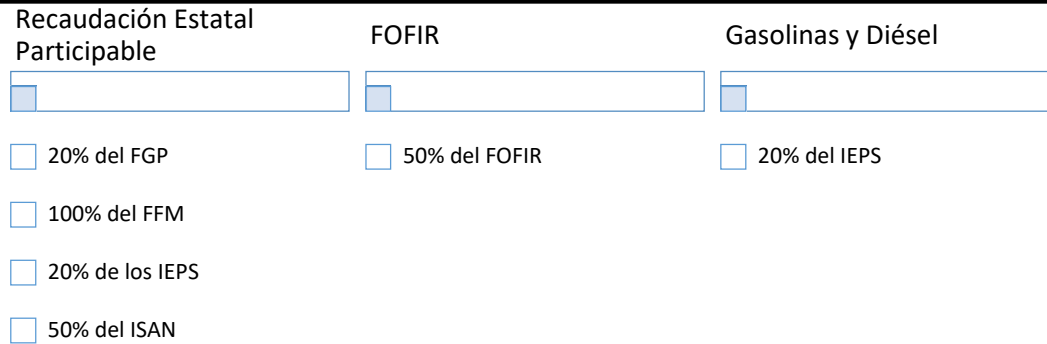 Recaudación Estatal
Participable
FOFIR
Gasolinas y Diésel
20% del FGP
50% del FOFIR
20% del IEPS
100% del FFM
20% de los IEPS
50% del ISAN